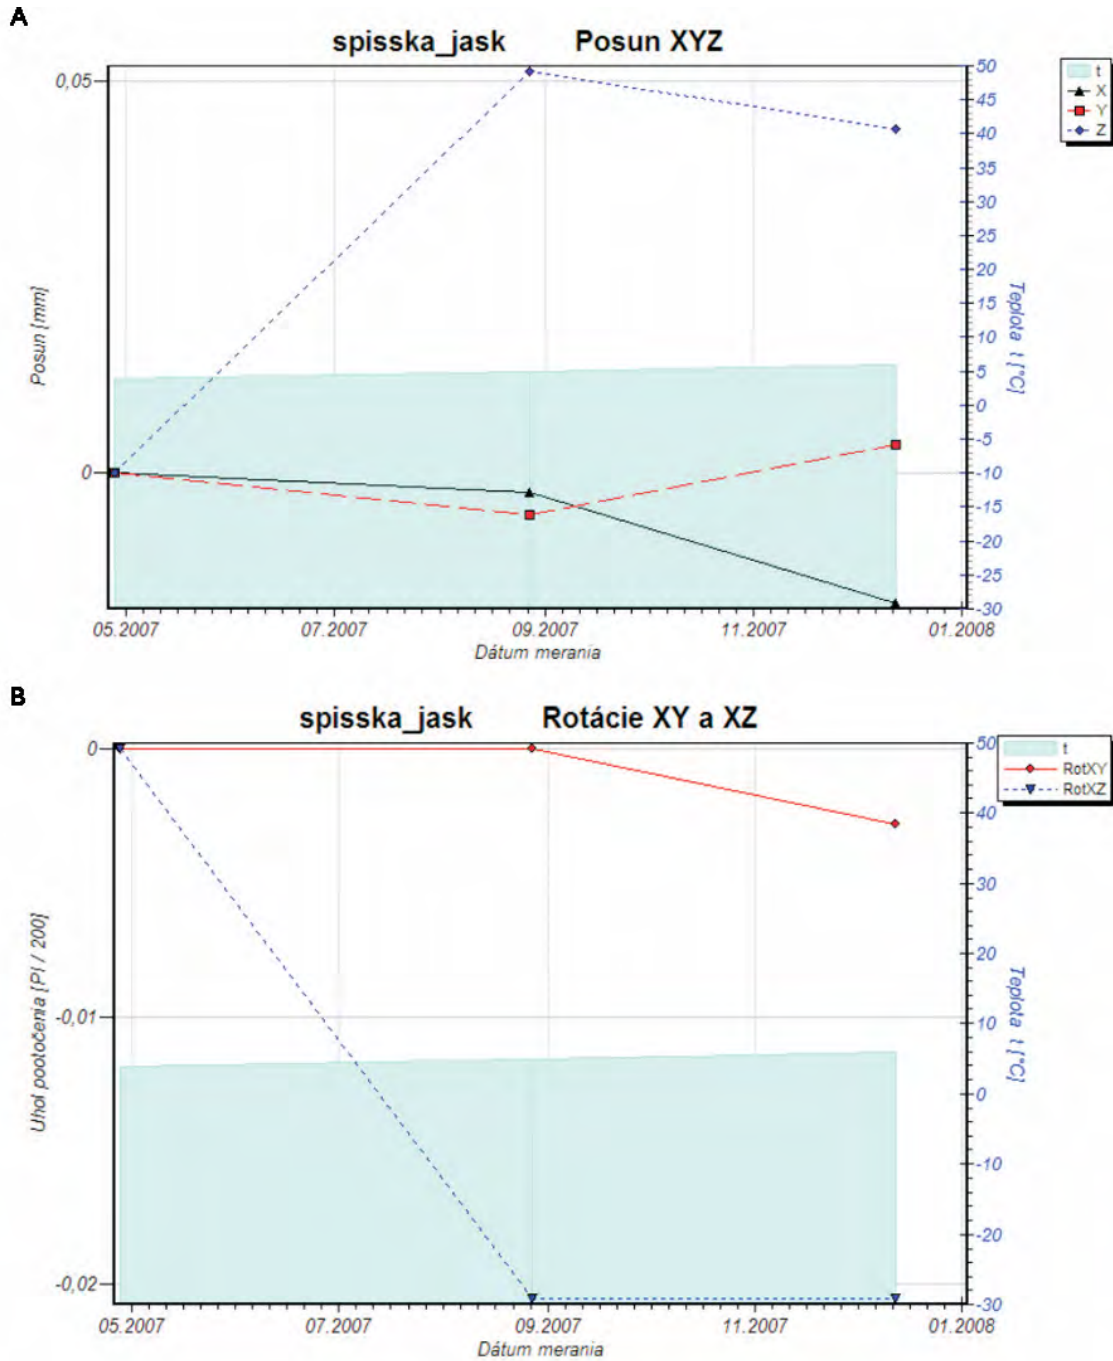 A
spisska_jask Posun XYZ
t
X
Y
Z
0,05
0
Posun [mm]
50
45
40
35
30
25
20
15
10
5
0
-5
-10
-15
-20
-25
-30
Teplota t [°C]
05.2007 07.2007 09.2007 11.2007 01.2008
Dátum merania
B
spisska_jask Rotácie XY a XZ
t
RotXY
RotXZ
0
-0,01
-0,02
Uhol pootočenia [PI / 200]
50
40
30
20
10
0
-10
-20
-30
Teplota t [°C]
05.2007 07.2007 09.2007 11.2007 01.2008
Dátum merania